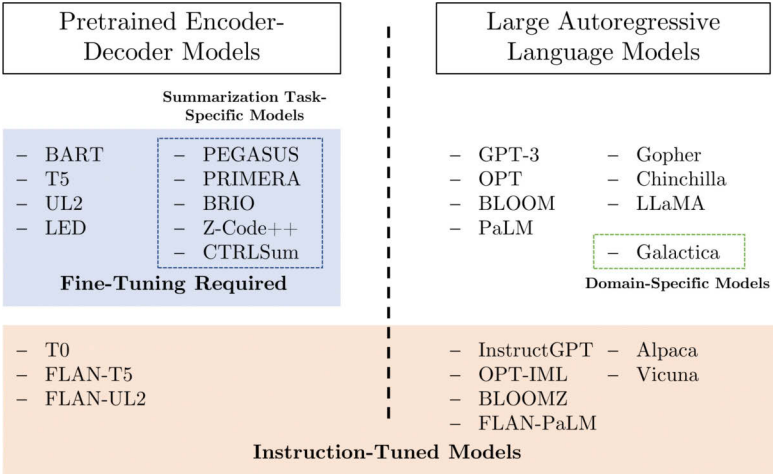 Pretrained Encoder-
Decoder Models
Large Autoregressive
Language Models
Summarization Task-
Specific Models
– BART
– T5
– UL2
– LED
– PEGASUS
– PRIMERA
– BRIO
– Z-Code++
– CTRLSum
Fine-Tuning Required
– GPT-3
– OPT
– BLOOM
– PaLM
– Gopher
– Chinchilla
– LLaMA
– Galactica
Domain-Specific Models
– T0
– FLAN-T5
– FLAN-UL2
– InstructGPT
– OPT-IML
– BLOOMZ
– FLAN-PaLM
– Alpaca
– Vicuna
Instruction-Tuned Models